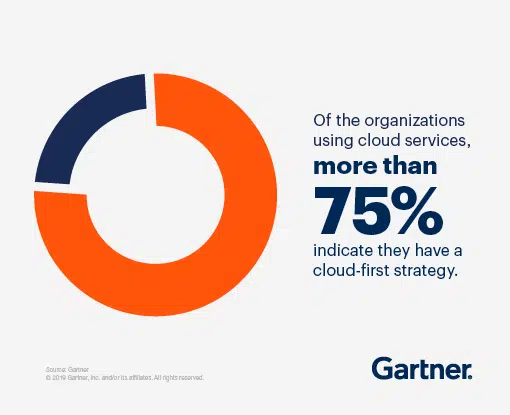 Of the organizations
using cloud services,
more than
75%
indicate they have a
cloud-first strategy.
Source: Gartner
© 2019 Gartner, Inc. and/or its affiliates. All rights reserved.
Gartner.